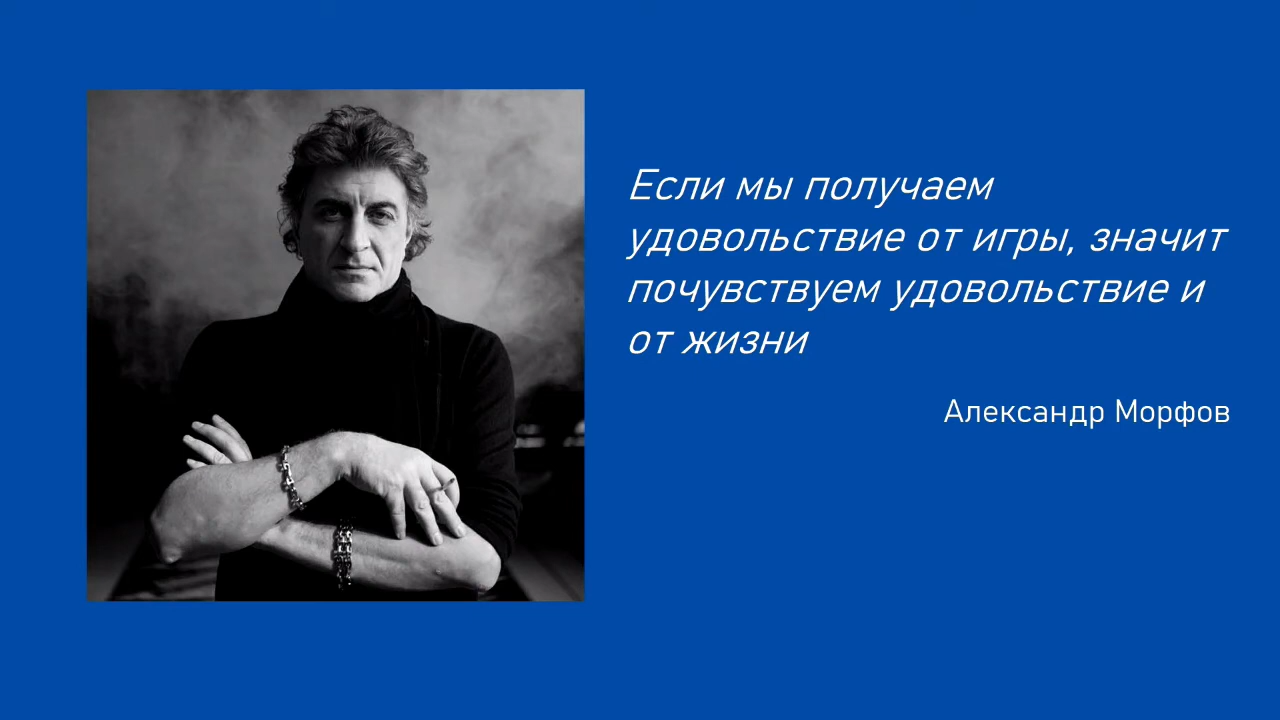 Если мы получаем
удовольствие от игры, значит
почувствуем удовольствие и
от жизни
Александр Морфов